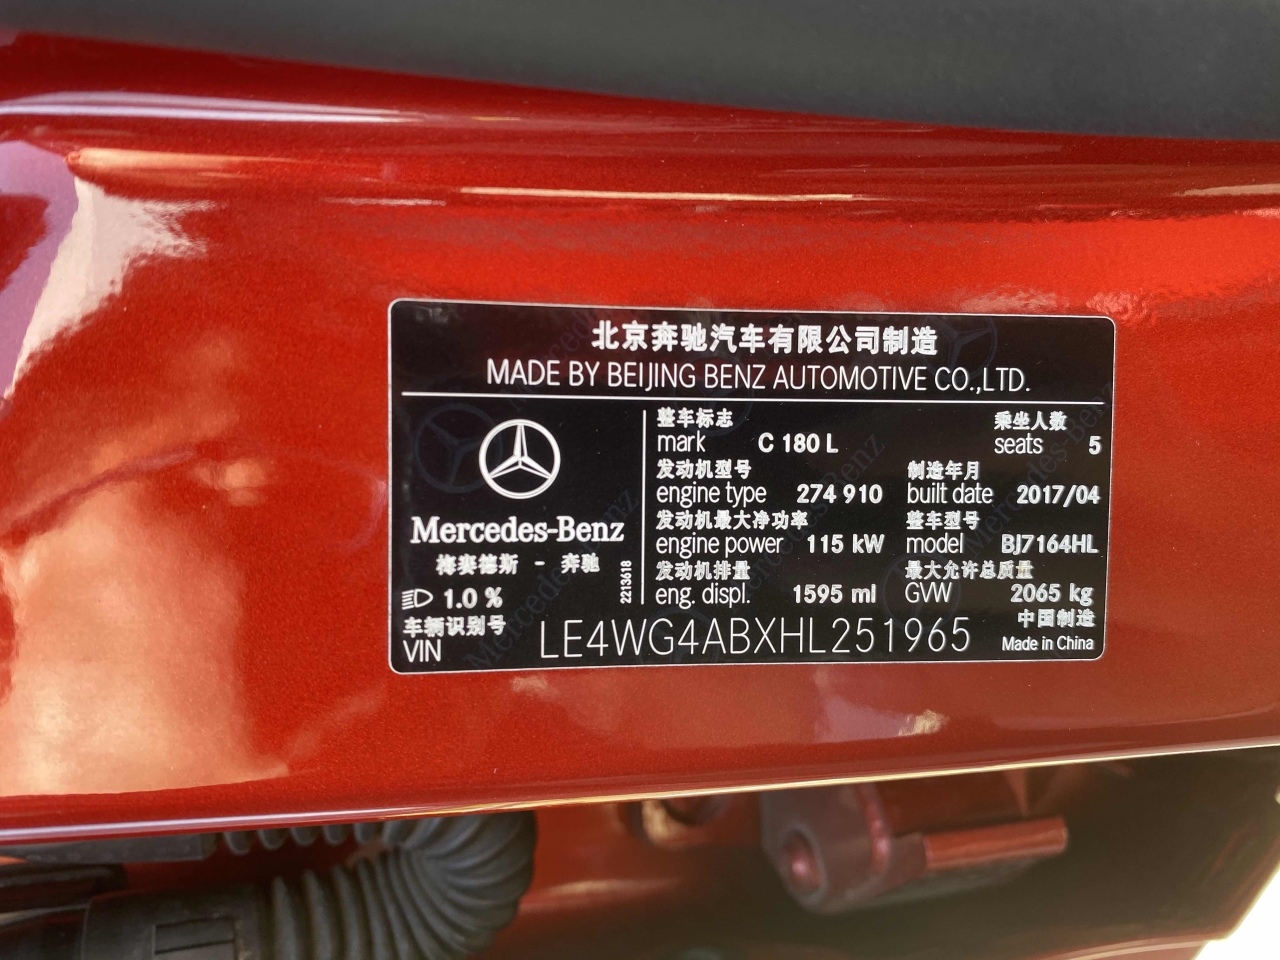 北京奔驰汽车有限公司制造
MADE BY BEIJING BENZ AUTOMOTIVE CO.,LTD.
Mercedes-Benz
梅赛德斯 - 奔驰
1.0 %
2213618
整车标志 乘坐人数
mark C 180 L seats 5
发动机型号 制造年月
engine type 274 910 built date 2017/04
发动机最大净功率 整车型号
engine power 115 kW model BJ7164HL
发动机排量 最大允许总质量
eng. displ. 1595 ml GVW 2065 kg
车辆识别号 中国制造
VIN LE4WG4ABXHL251965 Made in China